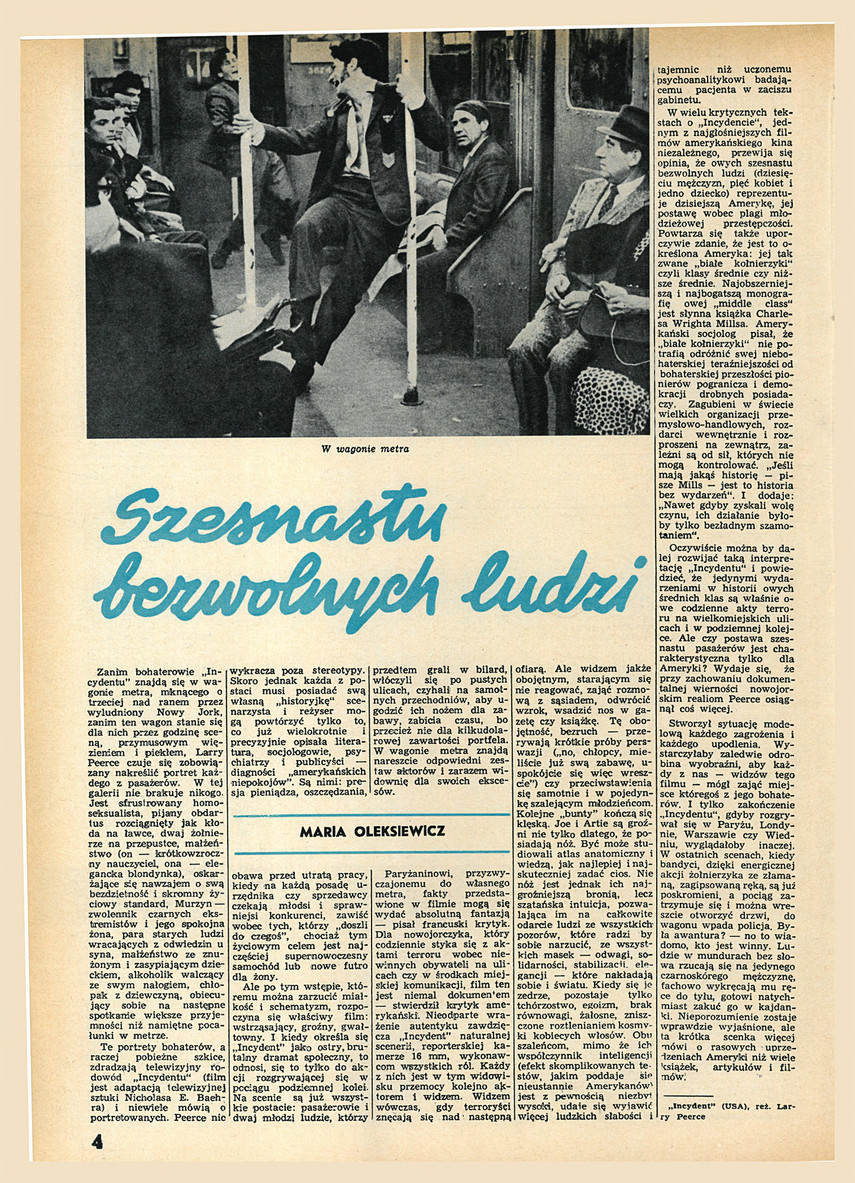 W wagonie metra
Szesnastu
bezwolnych ludzi
Zanim bohaterowie „In-
cydentu" znajdą się w wa-
gonie metra, mknącego o
trzeciej nad ranem przez
wyludniony Nowy Jork,
zanim ten wagon stanie się
dla nich przez godzinę sce-
ną, przymusowym wię-
zieniem i piekłem, Larry
Peerce czuje się zobowią-
zany nakreślić portret każ-
dego z pasażerów. W tej
galerii nie brakuje nikogo.
Jest sfrustrowany homo-
seksualista, pijany obdar-
tus rozciągnięty jak kło-
da na ławce, dwaj żołnie-
rze na przepustce, małżeń-
stwo (on — krótkowzrocz-
ny nauczyciel, ona — ele-
gancka blondynka), oskar-
żające się nawzajem o swą
bezdzietność i skromny ży-
ciowy standard, Murzyn —
zwolennik czarnych eks-
tremistów i jego spokojna
żona, para starych ludzi
wracających z odwiedzin u
syna, małżeństwo ze znu-
żonym i zasypiającym dzie-
ckiem, alkoholik walczący
ze swym nałogiem, chło-
pak z dziewczyną, obiecu-
jący sobie na następne
spotkanie większe przyje-
mności niż namiętne poca-
łunki w metrze.
Te portrety bohaterów, a
raczej pobieżne szkice,
zdradzają telewizyjny ro-
dowód „Incydentu" (film
jest adaptacją telewizyjnej
sztuki Nicholasa E. Baeh-
ra) i niewiele mówią o
portretowanych. Peerce nie
wykracza poza stereotypy.
Skoro jednak każda z po-
staci musi posiadać swą
własną „historyjkę" sce-
narzysta i reżyser mo-
gą powtórzyć tylko to,
co już wielokrotnie i
precyzyjnie opisała litera-
tura, socjologowie, psy-
chiatrzy i publicyści —
diagności „amerykańskich
niepokojów". Są nimi: pre-
sja pieniądza, oszczędzania,
MARIA OLEKSIEWICZ
obawa przed utratą pracy,
kiedy na każdą posadę u-
rzędnika czy sprzedawcy
czekają młodsi i spraw-
niejsi konkurenci, zawiść
wobec tych, którzy „doszli
do czegoś", chociaż tym
życiowym celem jest naj-
częściej supernowoczesny
samochód lub nowe futro
dla żony.
Ale po tym wstępie, któ-
remu można zarzucić miał-
kość i schematyzm, rozpo-
czyna się właściwy film:
wstrząsający, groźny, gwał-
towny. I kiedy określa się
„Incydent" jako ostry, bru-
talny dramat społeczny, to
odnosi, się to tylko do ak-
cji rozgrywającej się w
pociągu podziemnej kolei.
Na scenie są już wszyst-
kie postacie: pasażerowie i
dwaj młodzi ludzie, którzy
przedtem grali w bilard,
włóczyli się po pustych
ulicach, czyhali na samot-
nych przechodniów, aby u-
godzić ich nożem dla za-
bawy, zabicia czasu, bo
przecież nie dla kilkudola-
rowej zawartości portfela.
W wagonie metra znajdą
nareszcie odpowiedni zes-
taw aktorów i zarazem wi-
downię dla swoich eksce-
sów.
Paryżaninowi, przyzwy-
czajonemu do własnego
metra, fakty przedsta-
wione w filmie mogą się
wydać absolutną fantazją
— pisał francuski krytyk.
Dla nowojorczyka, który
codziennie styka się z ak-
tami terroru wobec nie-
winnych obywateli na uli-
cach czy w środkach miej-
skiej komunikacji, film ten
jest niemal dokumentem
— stwierdził krytyk ame-
rykański. Nieodparte wra-
żenie autentyku zawdzię-
cza „Incydent" naturalnej
scenerii, reporterskiej ka-
merze 16 mm, wykonaw-
com wszystkich ról. Każdy
z nich jest w tym widowi-
sku przemocy kolejno ak-
torem i widzem. Widzem
wówczas, gdy terroryści
znęcają się nad następną
ofiarą. Ale widzem jakże
obojętnym, starającym się
nie reagować, zająć rozmo-
wą z sąsiadem, odwrócić
wzrok, wsadzić nos w ga-
zetę czy książkę. Tę obo-
jętność, bezruch — prze-
rywają krótkie próby pers-
wazji („no, chłopcy, mie-
liście już swą zabawę, u-
spokójcie się więc wresz-
cie") czy przeciwstawienia
się samotnie i w pojedyn-
kę szalejącym młodzieńcom.
Kolejne „bunty" kończą się
klęską. Joe i Artie są groź-
ni nie tylko dlatego, że po-
siadają nóż. Być może stu-
diowali atlas anatomiczny i
wiedzą, jak najlepiej i naj-
skuteczniej zadać cios. Nie
nóż jest jednak ich naj-
groźniejszą bronią, lecz
szatańska intuicja, pozwa-
lająca im na całkowite
odarcie ludzi ze wszystkich
pozorów, które radzi by
sobie narzucić, ze wszyst-
kich masek — odwagi, so-
lidarności, stabilizacji, ele-
gancji — które nakładają
sobie i światu. Kiedy się je
zedrze, pozostaje tylko
tchórzostwo, egoizm, brak
równowagi, żałosne, znisz-
czone roztleniamiem kosmy-
ki kobiecych włosów. Obu
szaleńcom, mimo że ich
współczynnik inteligencji
(efekt skomplikowanych te-
stów, jakim poddaje się
nieustannie Amerykanów)
jest z pewnością niezbyt
wysoki, udaje się wyjawić
więcej ludzkich słabości i
tajemnic niż uczonemu
psychoanalitykowi badają-
cemu pacjenta w zaciszu
gabinetu.
W wielu krytycznych tek-
stach o „Incydencie", jed-
nym z najgłośniejszych fil-
mów amerykańskiego kina
niezależnego, przewija się
opinia, że owych szesnastu
bezwolnych ludzi (dziesię-
ciu mężczyzn, pięć kobiet i
jedno dziecko) reprezentu-
je dzisiejszą Amerykę, jej
postawę wobec plagi mło-
dzieżowej przestępczości.
Powtarza się także upor-
czywie zdanie, że jest to o-
kreślona Ameryka: jej tak
zwane „białe kołnierzyki"
czyli klasy średnie czy niż-
sze średnie. Najobszerniej-
szą i najbogatszą monogra-
fię owej „middle class"
jest słynna książka Charle-
sa Wrighta Millsa. Amery-
kański socjolog pisał, że
„białe kołnierzyki" nie po-
trafią odróżnić swej niebo-
haterskiej teraźniejszości od
bohaterskiej przeszłości pio-
nierów pogranicza i demo-
kracji drobnych posiada-
czy. Zagubieni w świecie
wielkich organizacji prze-
mysłowo-handlowych, roz-
darci wewnętrznie i roz-
proszeni na zewnątrz, za-
leżni są od sił, których nie
mogą kontrolować. „Jeśli
mają jakąś historię — pi-
sze Mills — jest to historia
bez wydarzeń". I dodaje:
„Nawet gdyby zyskali wolę
czynu, ich działanie było-
by tylko bezładnym szamo-
taniem".
Oczywiście można by da-
lej rozwijać taką interpre-
tację „Incydentu" i powie-
dzieć, że jedynymi wyda-
rzeniami w historii owych
średnich klas są właśnie o-
we codzienne akty terro-
ru na wielkomiejskich uli-
cach i w podziemnej kolej-
ce. Ale czy postawa szes-
nastu pasażerów jest cha-
rakterystyczna tylko dla
Ameryki? Wydaje się, że
przy zachowaniu dokumen-
talnej wierności nowojor-
skim realiom Peerce osiąg-
nął coś więcej.
Stworzył sytuację mode-
lową każdego zagrożenia i
każdego upodlenia. Wy-
starczyłaby zaledwie odro-
bina wyobraźni, aby każ-
dy z nas — widzów tego
filmu — mógł zająć miej-
sce któregoś z jego bohate-
rów. I tylko zakończenie
„Incydentu", gdyby rozgry-
wał się w Paryżu, Londy-
nie, Warszawie czy Wied-
niu, wyglądałoby inaczej.
W ostatnich scenach, kiedy
bandyci, dzięki energicznej
akcji żołnierzyka ze złama-
ną, zagipsowaną ręką, są już
poskromieni, a pociąg za-
trzymuje się i można wre-
szcie otworzyć drzwi, do
wagonu wpada policja. By-
ła awantura? — no to wia-
domo, kto jest winny. Lu-
dzie w mundurach bez sło-
wa rzucają się na jedynego
czarnoskórego mężczyznę,
fachowo wykręcają mu rę-
ce do tyłu, gotowi natych-
miast zakuć go w kajdan-
ki. Nieporozumienie zostaje
wprawdzie wyjaśnione, ale
ta krótka scenka więcej
mówi o rasowych uprze-
dzeniach Ameryki niż wiele
książek, artykułów i fil-
mów.
„Incydent" (USA), reż. Lar-
ry Peerce
4